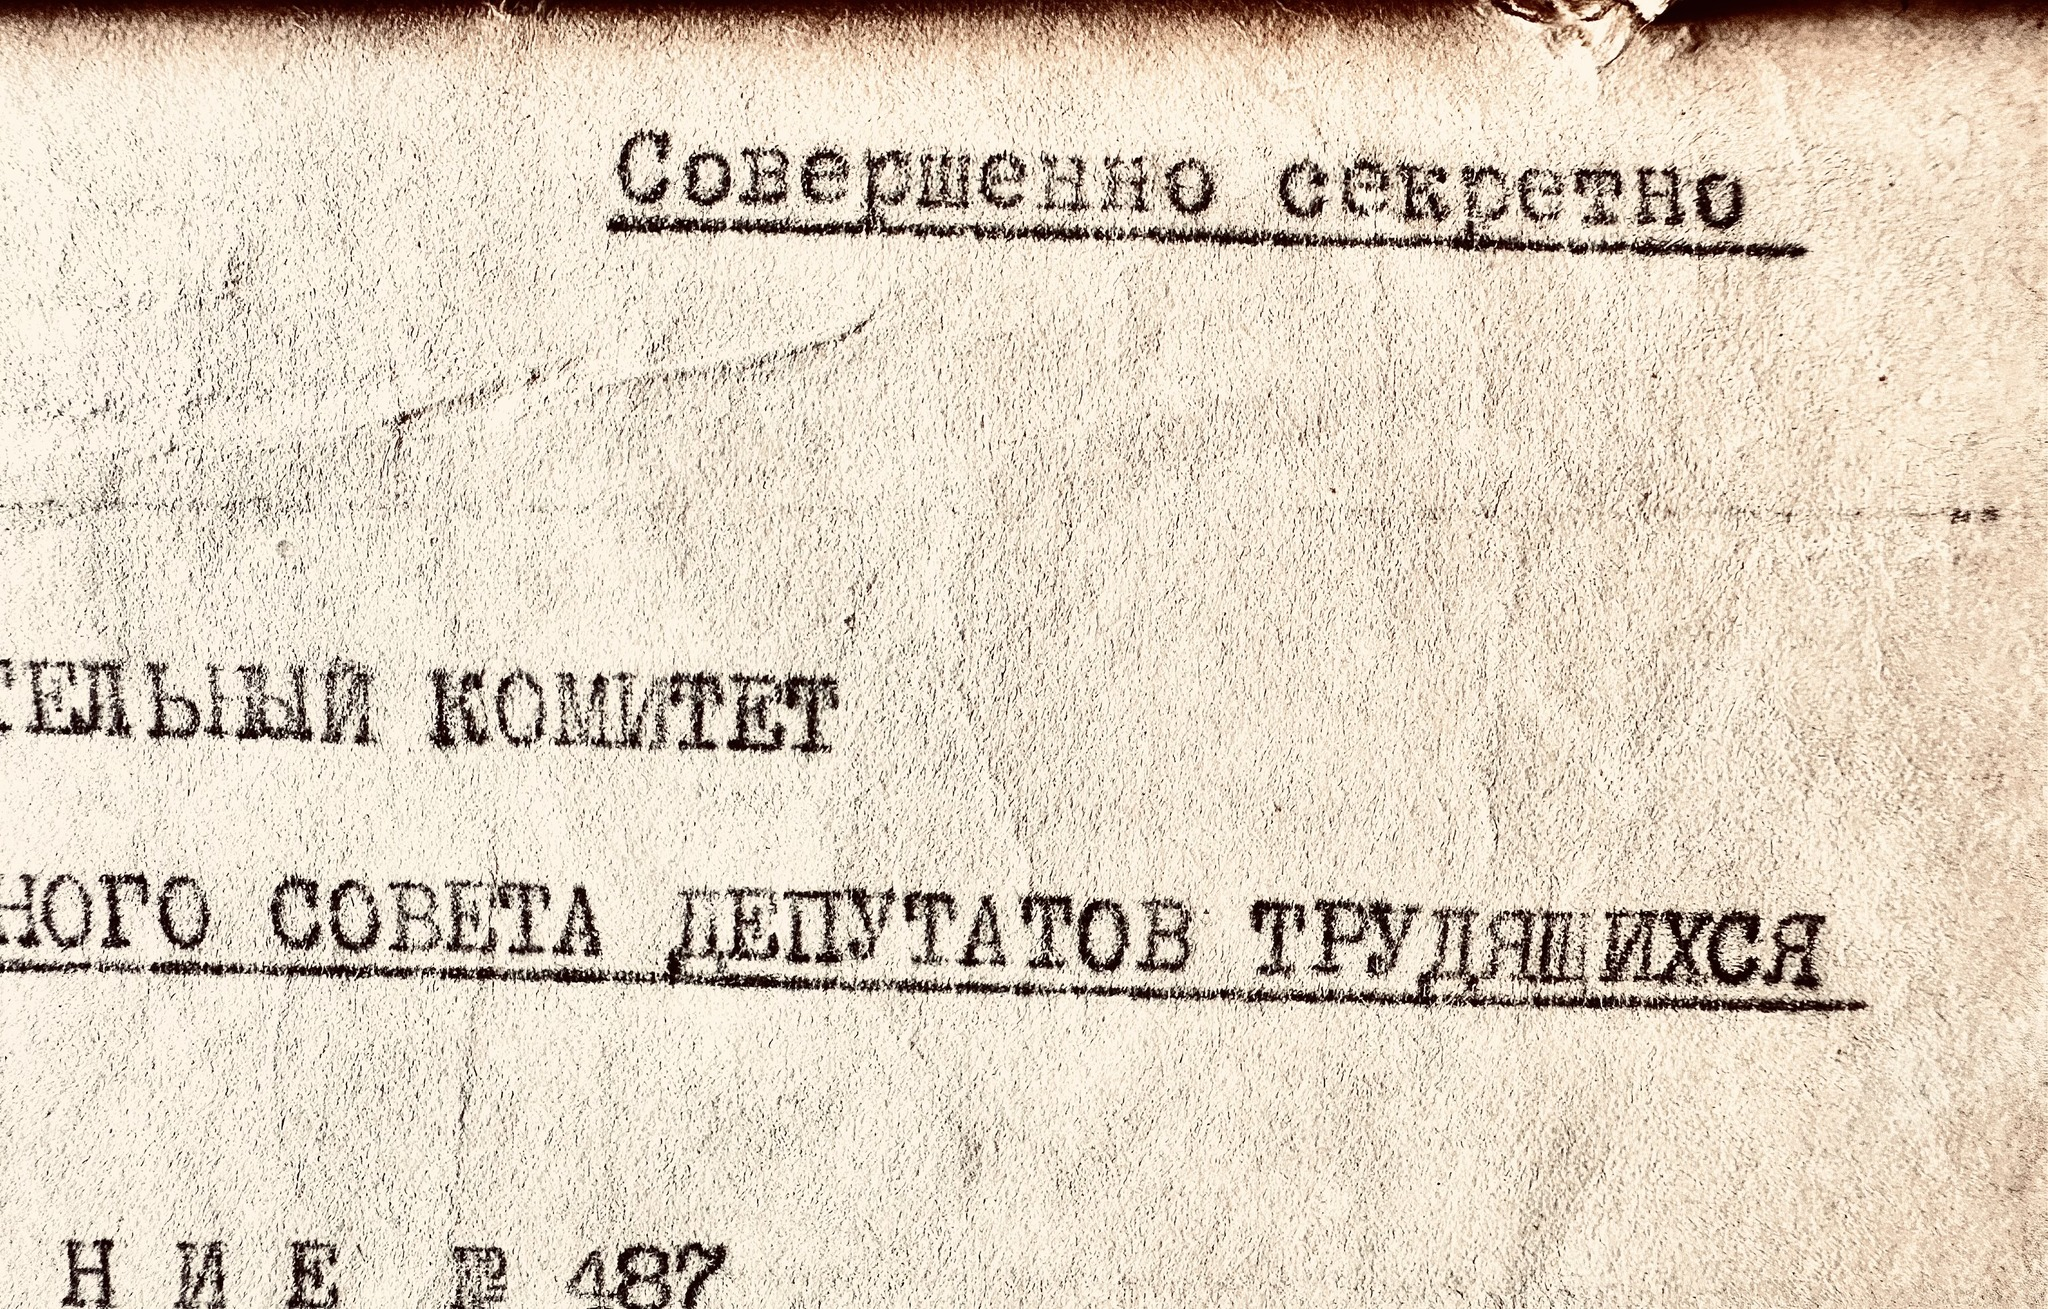 Совершенно секретно
ТЕЛЬНЫЙ КОМИТЕТ
НОГО СОВЕТА ДЕПУТАТОВ ТРУДЯЩИХСЯ
Н И Е № 487